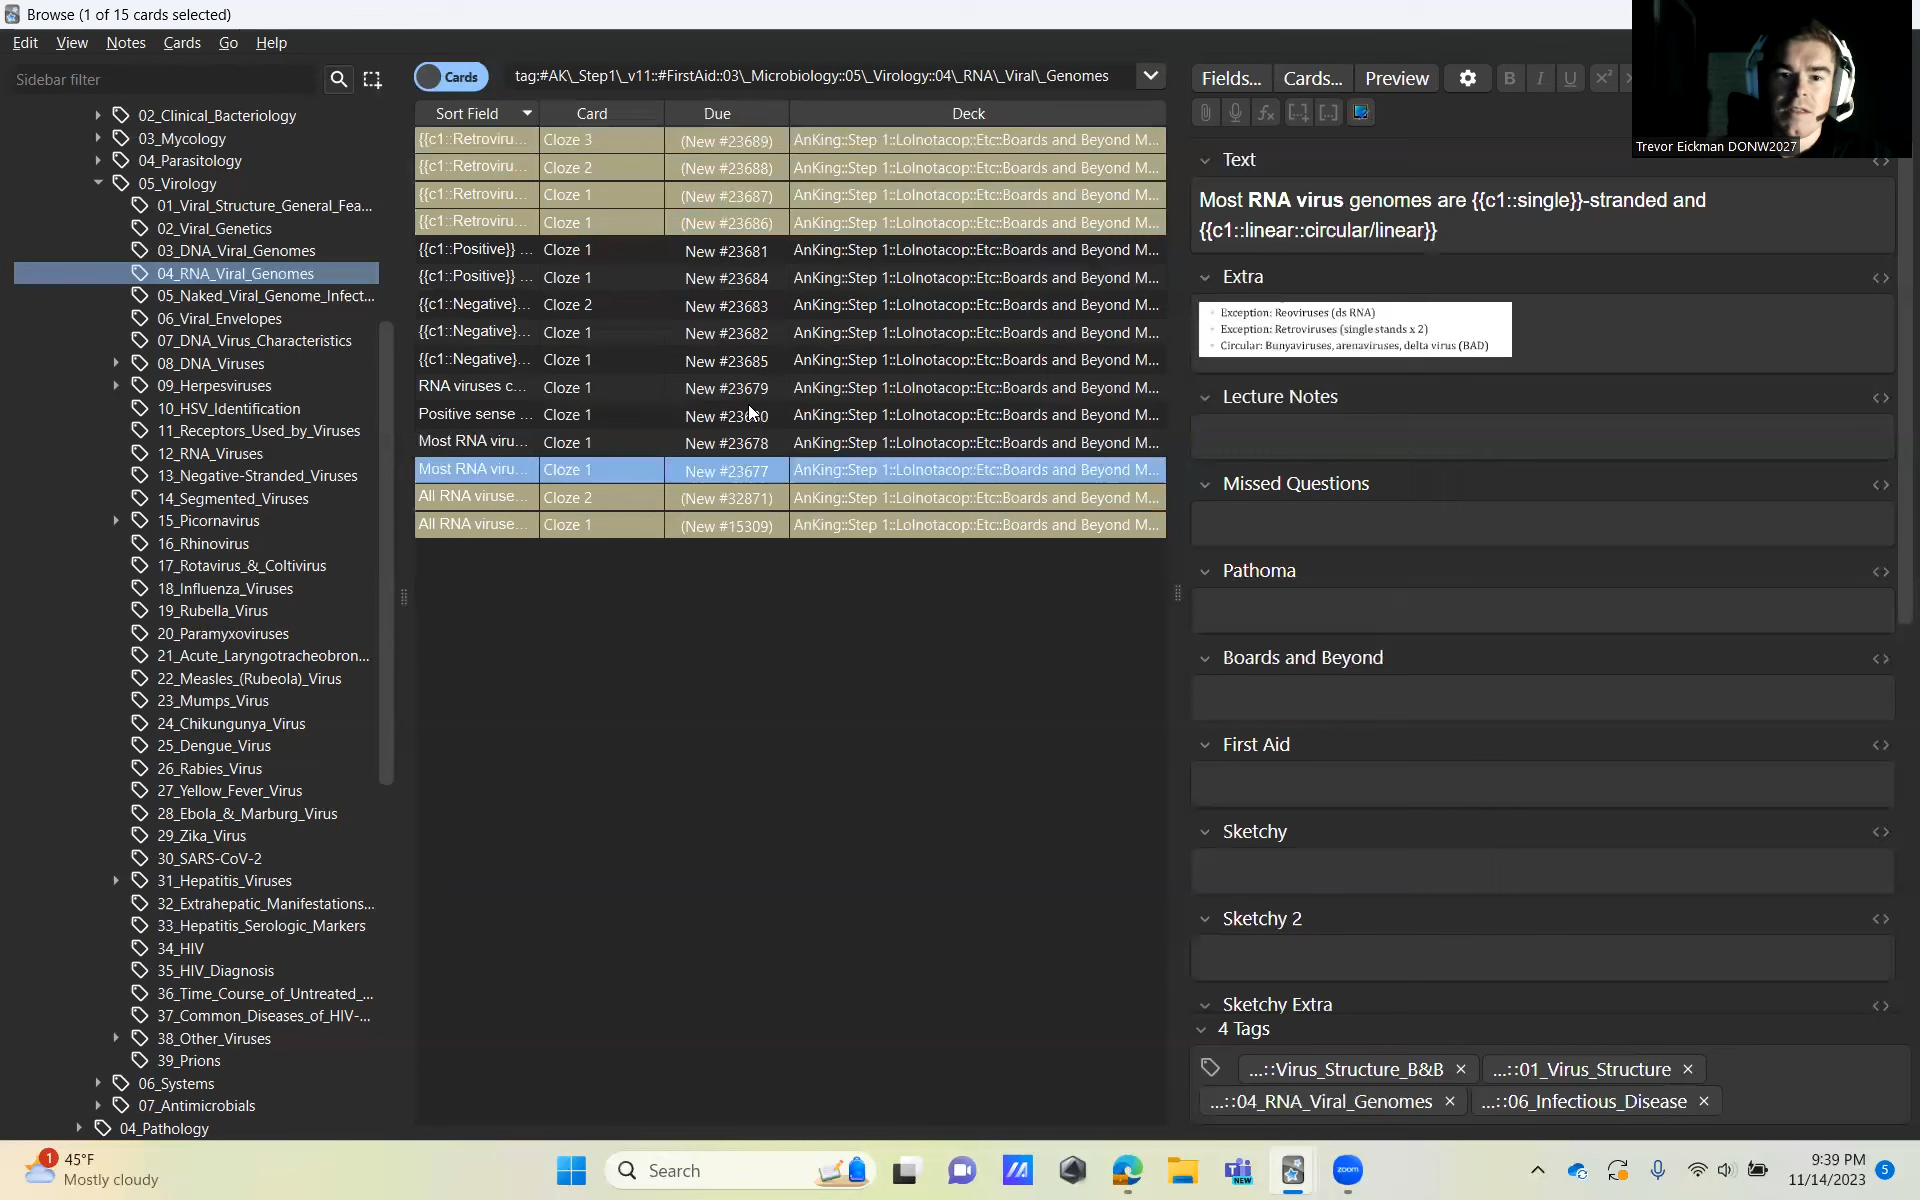 Browse (1 of 15 cards selected)
Edit View Notes Cards Go Help
Sidebar filter
02_Clinical_Bacteriology
03_Mycology
04_Parasitology
05_Virology
01_Viral_Structure_General_Fea...
02_Viral_Genetics
03_DNA_Viral_Genomes
04_RNA_Viral_Genomes
05_Naked_Viral_Genome_Infect...
06_Viral_Envelopes
07_DNA_Virus_Characteristics
08_DNA_Viruses
09_Herpesviruses
10_HSV_Identification
11_Receptors_Used_by_Viruses
12_RNA_Viruses
13_Negative-Stranded_Viruses
14_Segmented_Viruses
15_Picornavirus
16_Rhinovirus
17_Rotavirus_&_Coltivirus
18_Influenza_Viruses
19_Rubella_Virus
20_Paramyxoviruses
21_Acute_Laryngotracheobron...
22_Measles_(Rubeola)_Virus
23_Mumps_Virus
24_Chikungunya_Virus
25_Dengue_Virus
26_Rabies_Virus
27_Yellow_Fever_Virus
28_Ebola_&_Marburg_Virus
29_Zika_Virus
30_SARS-CoV-2
31_Hepatitis_Viruses
32_Extrahepatic_Manifestations...
33_Hepatitis_Serologic_Markers
34_HIV
35_HIV_Diagnosis
36_Time_Course_of_Untreated_...
37_Common_Diseases_of_HIV-...
38_Other_Viruses
39_Prions
06_Systems
07_Antimicrobials
04_Pathology
Cards tag:#AK\_Step1\_v11::#FirstAid::03\_Microbiology::05\_Virology::04\_RNA\_Viral\_Genomes
Sort Field Card Due Deck
{{c1::Retroviru... Cloze 3 (New #23689) AnKing::Step 1::Lolnotacop::Etc::Boards and Beyond M...
{{c1::Retroviru... Cloze 2 (New #23688) AnKing::Step 1::Lolnotacop::Etc::Boards and Beyond M...
{{c1::Retroviru... Cloze 1 (New #23687) AnKing::Step 1::Lolnotacop::Etc::Boards and Beyond M...
{{c1::Retroviru... Cloze 1 (New #23686) AnKing::Step 1::Lolnotacop::Etc::Boards and Beyond M...
{{c1::Positive}} ... Cloze 1 New #23681 AnKing::Step 1::Lolnotacop::Etc::Boards and Beyond M...
{{c1::Positive}} ... Cloze 1 New #23684 AnKing::Step 1::Lolnotacop::Etc::Boards and Beyond M...
{{c1::Negative}... Cloze 2 New #23683 AnKing::Step 1::Lolnotacop::Etc::Boards and Beyond M...
{{c1::Negative}... Cloze 1 New #23682 AnKing::Step 1::Lolnotacop::Etc::Boards and Beyond M...
{{c1::Negative}... Cloze 1 New #23685 AnKing::Step 1::Lolnotacop::Etc::Boards and Beyond M...
RNA viruses c... Cloze 1 New #23679 AnKing::Step 1::Lolnotacop::Etc::Boards and Beyond M...
Positive sense ... Cloze 1 New AnKing::Step 1::Lolnotacop::Etc::Boards and Beyond M...
Most RNA viru... Cloze 1 New #23678 AnKing::Step 1::Lolnotacop::Etc::Boards and Beyond M...
Most RNA viru... Cloze 1 New #23677 AnKing::Step 1::Lolnotacop::Etc::Boards and Beyond M...
All RNA viruse... Cloze 2 (New #32871) AnKing::Step 1::Lolnotacop::Etc::Boards and Beyond M...
All RNA viruse... Cloze 1 (New #15309) AnKing::Step 1::Lolnotacop::Etc::Boards and Beyond M...
Fields... Cards... Preview B I U x²
Trevor Eickman DONW2027
Text
Most RNA virus genomes are {{c1::single}}-stranded and
{{c1::linear::circular/linear}}
Extra
Exception: Reoviruses (ds RNA)
Exception: Retroviruses (single stands x 2)
Circular: Bunyaviruses, arenaviruses, delta virus (BAD)
Lecture Notes
Missed Questions
Pathoma
Boards and Beyond
First Aid
Sketchy
Sketchy 2
Sketchy Extra
4 Tags
...::Virus_Structure_B&B × ...::01_Virus_Structure ×
...::04_RNA_Viral_Genomes × ...::06_Infectious_Disease ×
1 45°F
Mostly cloudy
Search
NEW
zoom
9:39 PM
11/14/2023
5